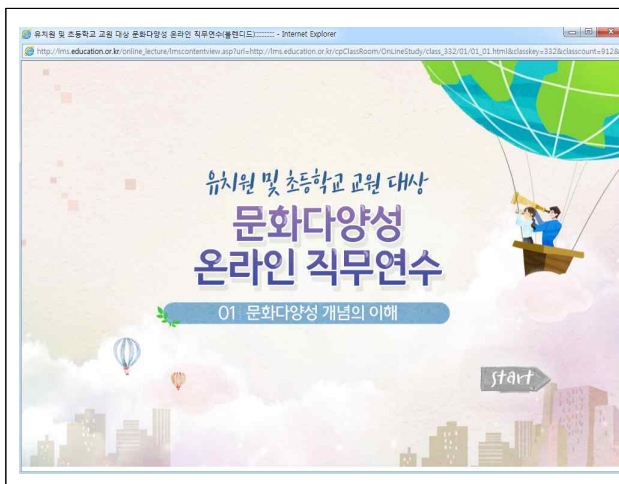 유치원 및 초등학교 교원 대상 문화다양성 온라인 직무연수(블렌디드):::::::::: - Internet Explorer
http://lms.education.or.kr/online_lecture/lmscontentview.asp?url=http://lms.education.or.kr/cpClassRoom/OnLineStudy/class_332/01/01_01.html&classkey=332&classcount=912&
유치원 및 초등학교 교원 대상
문화다양성
온라인 직무연수
01 문화다양성 개념의 이해
start